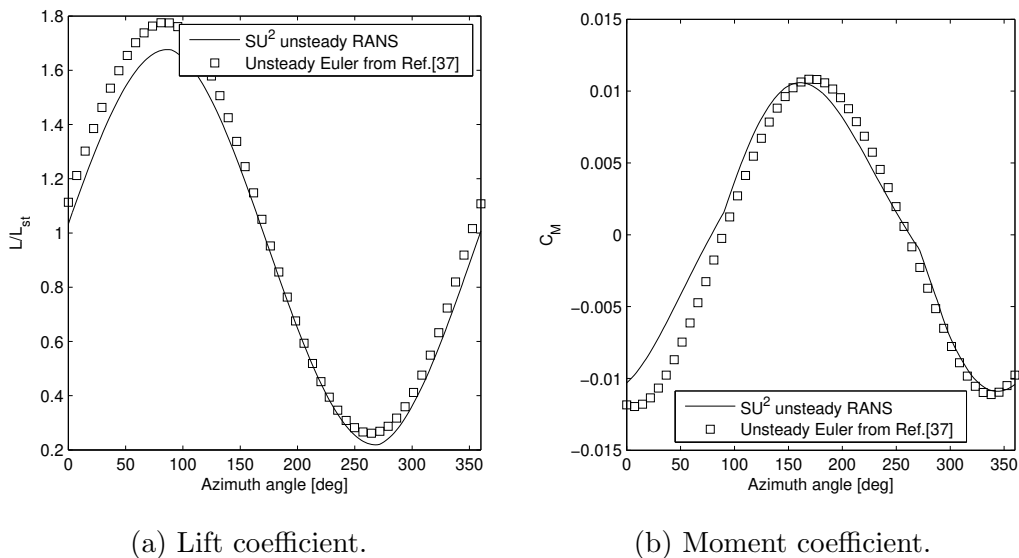 1.8
1.6
1.4
1.2
1
0.8
0.6
0.4
0.2
L/L_st
0 50 100 150 200 250 300 350
Azimuth angle [deg]
SU² unsteady RANS
Unsteady Euler from Ref.[37]
(a) Lift coefficient.
0.015
0.01
0.005
0
−0.005
−0.01
−0.015
C_M
0 50 100 150 200 250 300 350
Azimuth angle [deg]
SU² unsteady RANS
Unsteady Euler from Ref.[37]
(b) Moment coefficient.